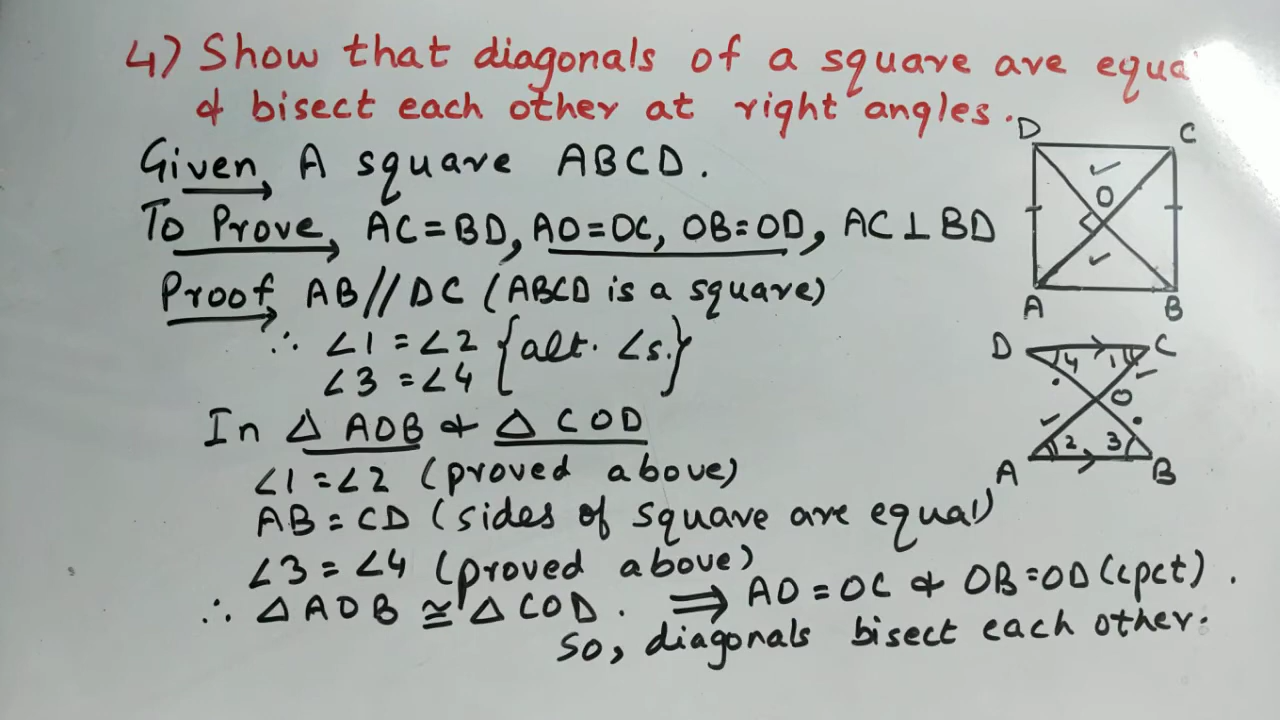 4) Show that diagonals of a square are equa
& bisect each other at right angles.
Given, A square ABCD.
To Prove, AC=BD, AO=OC, OB=OD, AC⊥BD
Proof, AB//DC (ABCD is a square)
∴ ∠1=∠2 {alt. ∠s.}
∠3=∠4
In △ AOB & △ COD
∠1=∠2 (proved above)
AB=CD (sides of square are equal)
∠3=∠4 (proved above)
∴ △AOB ≅ △COD. ⇒ AO=OC & OB=OD (cpct).
So, diagonals bisect each other.
D C
O
A B
D 4 1 C
O
A 2 3 B